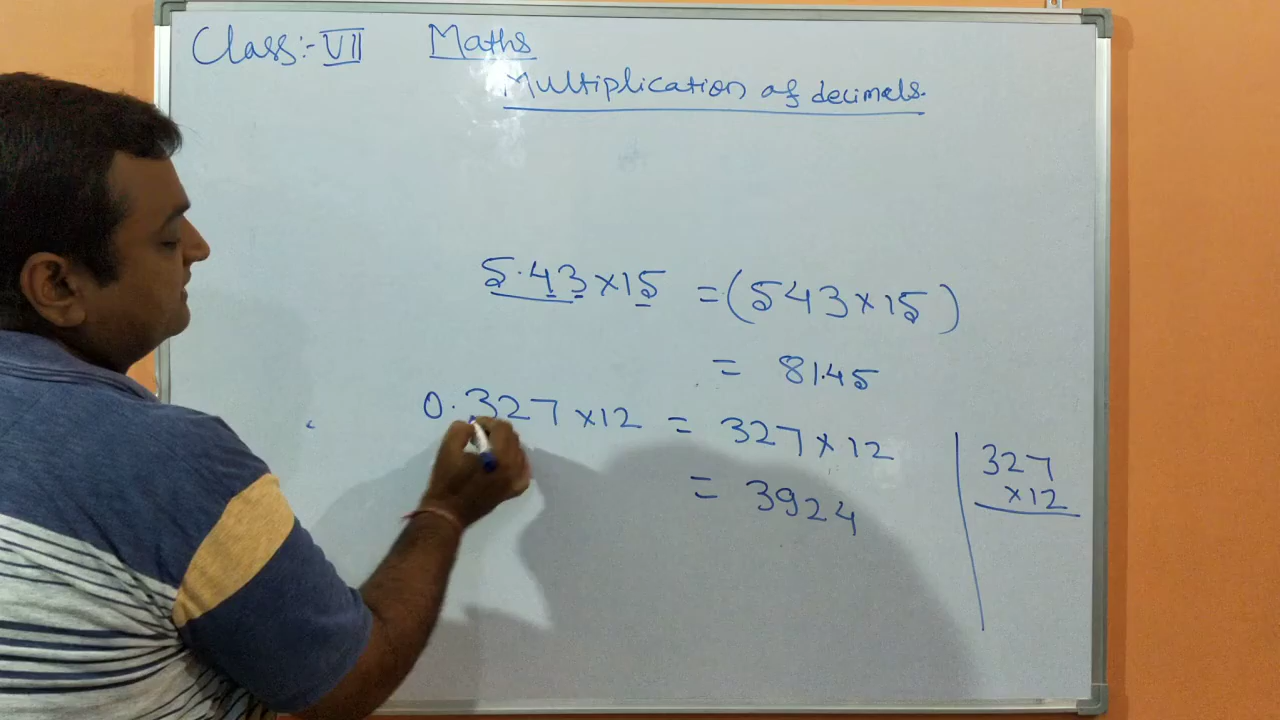 Class:- VII Maths
Multiplication of decimals.
5.43×15 = (543×15)
= 81.45
0.327×12 = 327×12
= 3924
327
×12